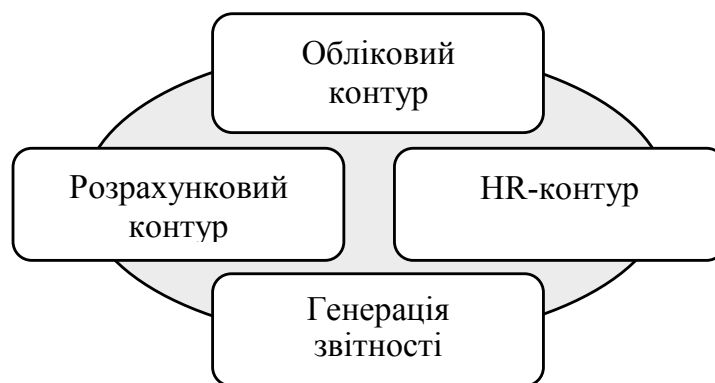 Обліковий
контур
Розрахунковий
контур
HR-контур
Генерація
звітності